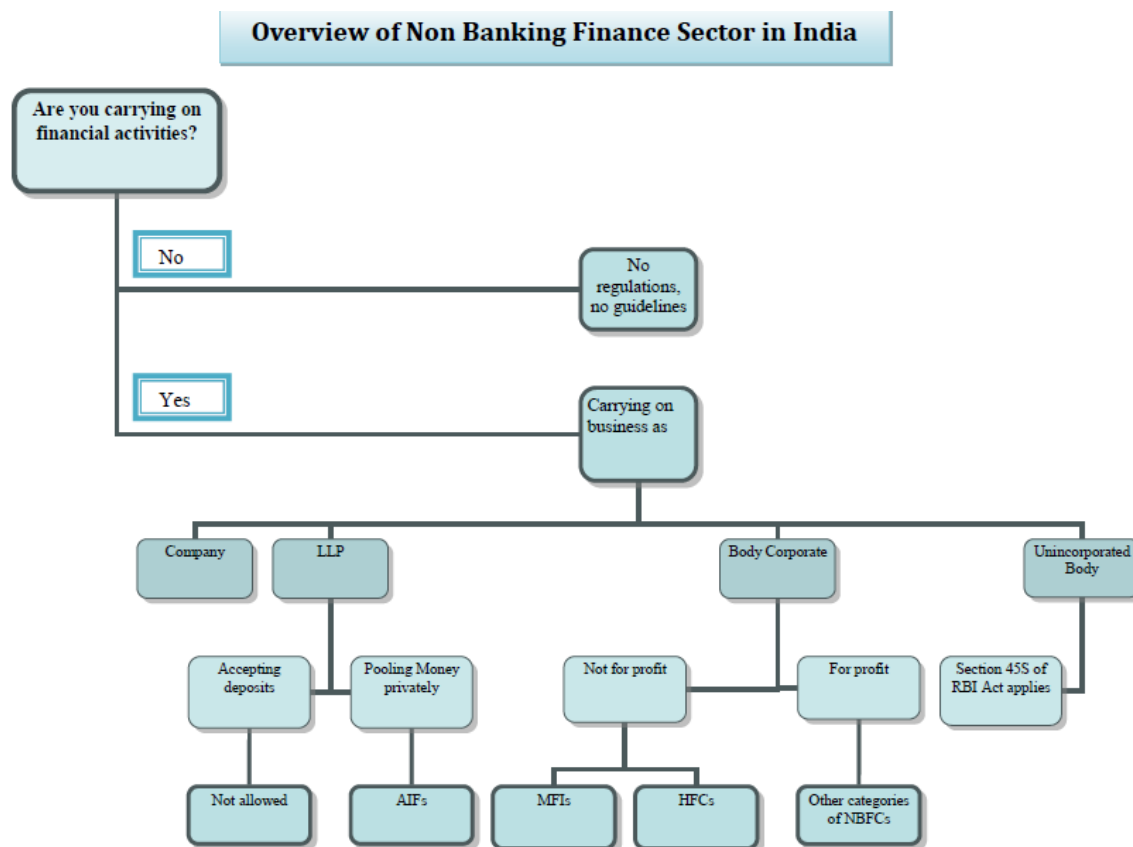 Overview of Non Banking Finance Sector in India
Are you carrying on
financial activities?
No
No
regulations,
no guidelines
Yes
Carrying on
business as
Company
LLP
Body Corporate
Unincorporated
Body
Accepting
deposits
Pooling Money
privately
Not for profit
For profit
Section 45S of
RBI Act applies
Not allowed
AIFs
MFIs
HFCs
Other categories
of NBFCs